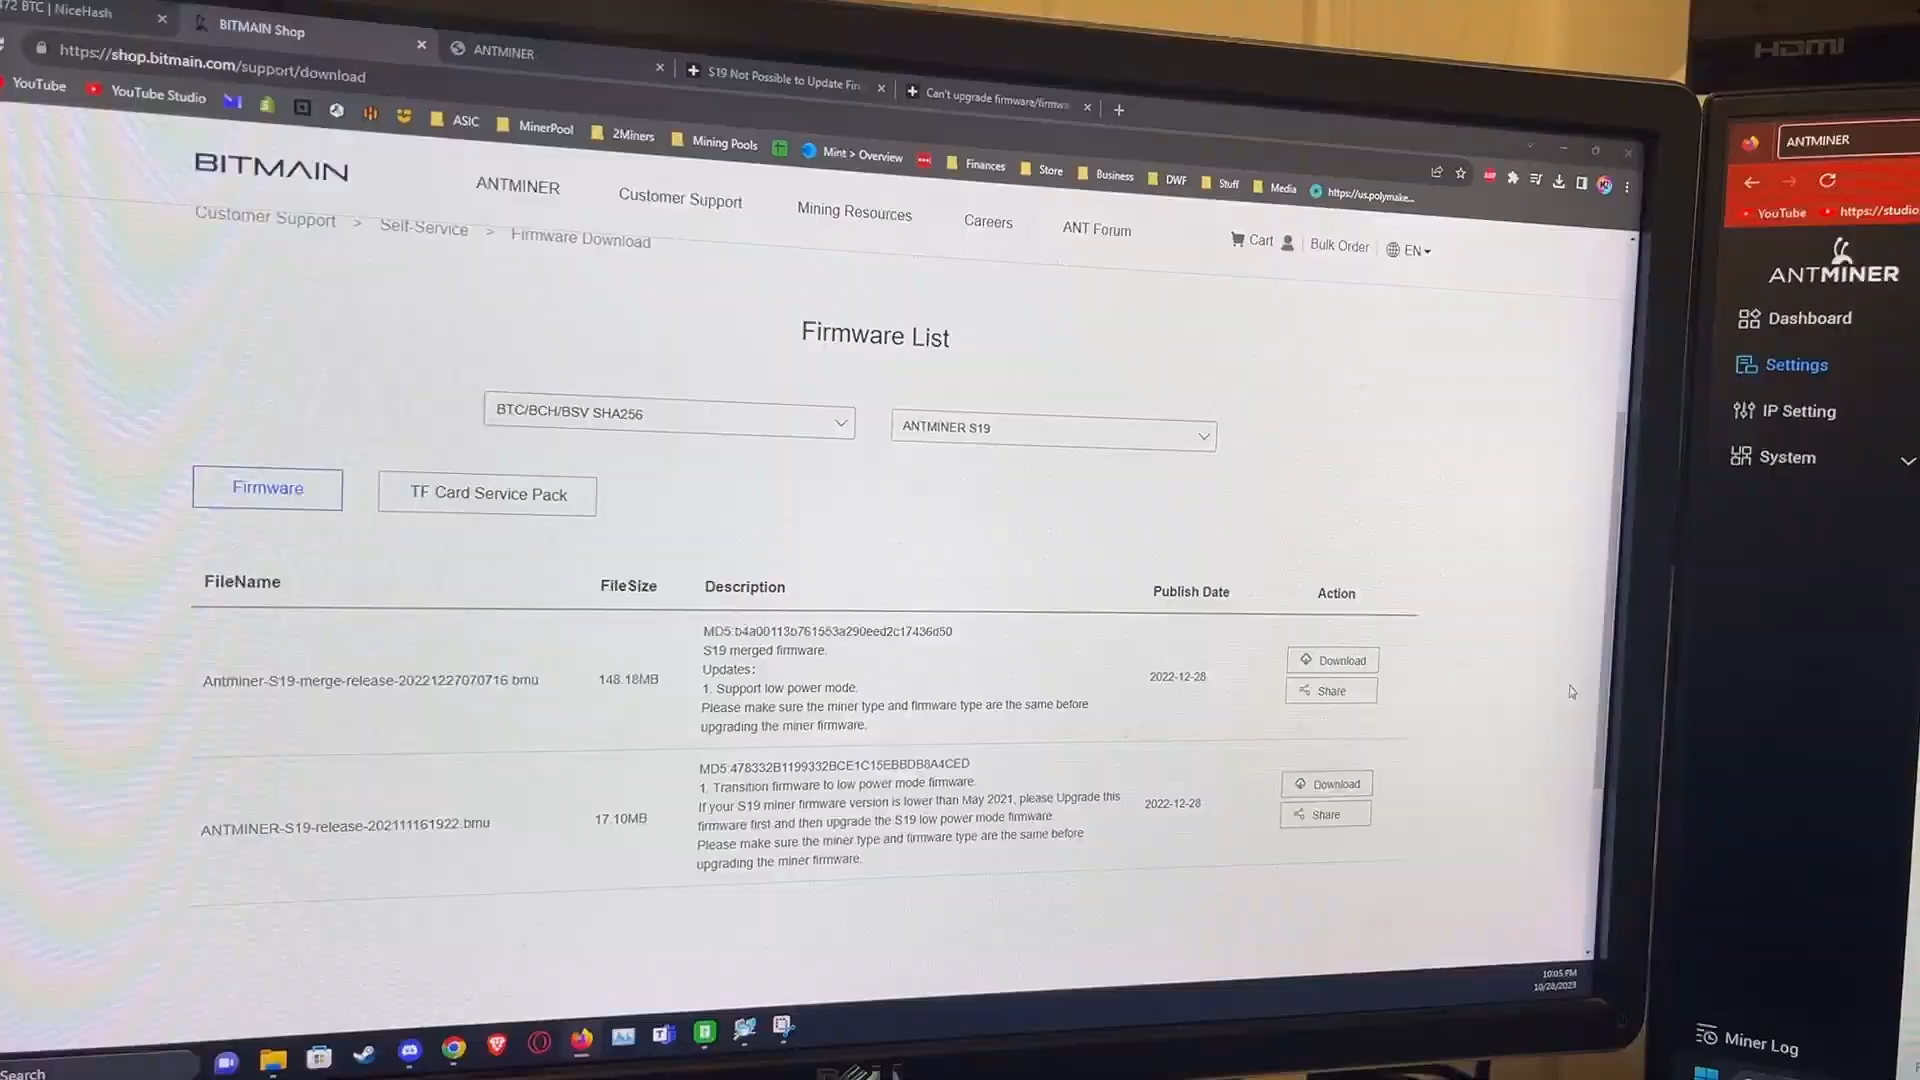 72 BTC | NiceHash
BITMAIN Shop
ANTMINER
S19 Not Possible to Update Fin
Can't upgrade firmware/firmwa
https://shop.bitmain.com/support/download
YouTube
YouTube Studio
ASIC
MinerPool
2Miners
Mining Pools
Mint > Overview
Finances
Store
Business
DWF
Stuff
Media
https://us.polymake...
BITMAIN
ANTMINER
Customer Support
Mining Resources
Careers
ANT Forum
Cart
Bulk Order
EN
Customer Support > Self-Service > Firmware Download
Firmware List
BTC/BCH/BSV SHA256
ANTMINER S19
Firmware
TF Card Service Pack
FileName
FileSize
Description
Publish Date
Action
Antminer-S19-merge-release-20221227070716.bmu
148.18MB
MD5:b4a00113b761553a290eed2c17436d50
S19 merged firmware.
Updates:
1. Support low power mode.
Please make sure the miner type and firmware type are the same before
upgrading the miner firmware.
2022-12-28
Download
Share
ANTMINER-S19-release-202111161922.bmu
17.10MB
MD5:478332B1199332BCE1C15EBBDB8A4CED
1. Transition firmware to low power mode firmware.
If your S19 miner firmware version is lower than May 2021, please Upgrade this
firmware first and then upgrade the S19 low power mode firmware
Please make sure the miner type and firmware type are the same before
upgrading the miner firmware.
2022-12-28
Download
Share
10:05 PM
10/28/2023
Search
HDMI
ANTMINER
YouTube
https://studio
ANTMINER
Dashboard
Settings
IP Setting
System
Miner Log